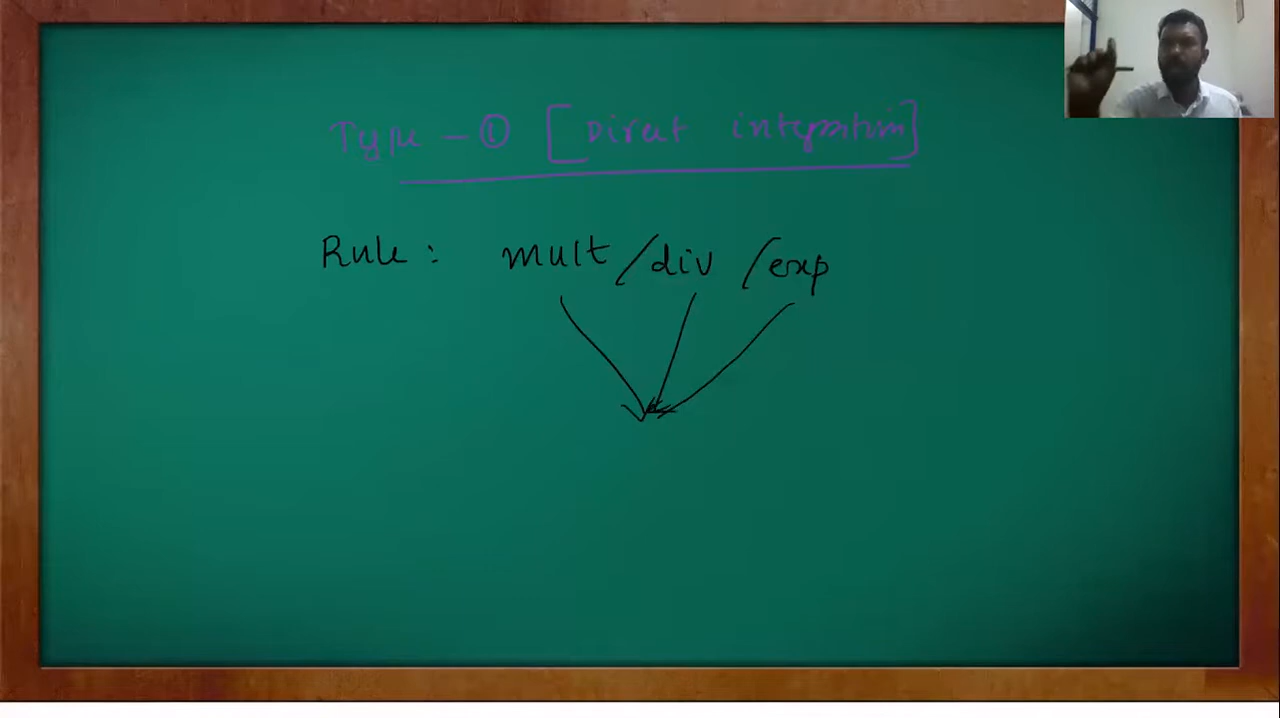 Type - ① [Direct integration]
Rule : mult / div / exp